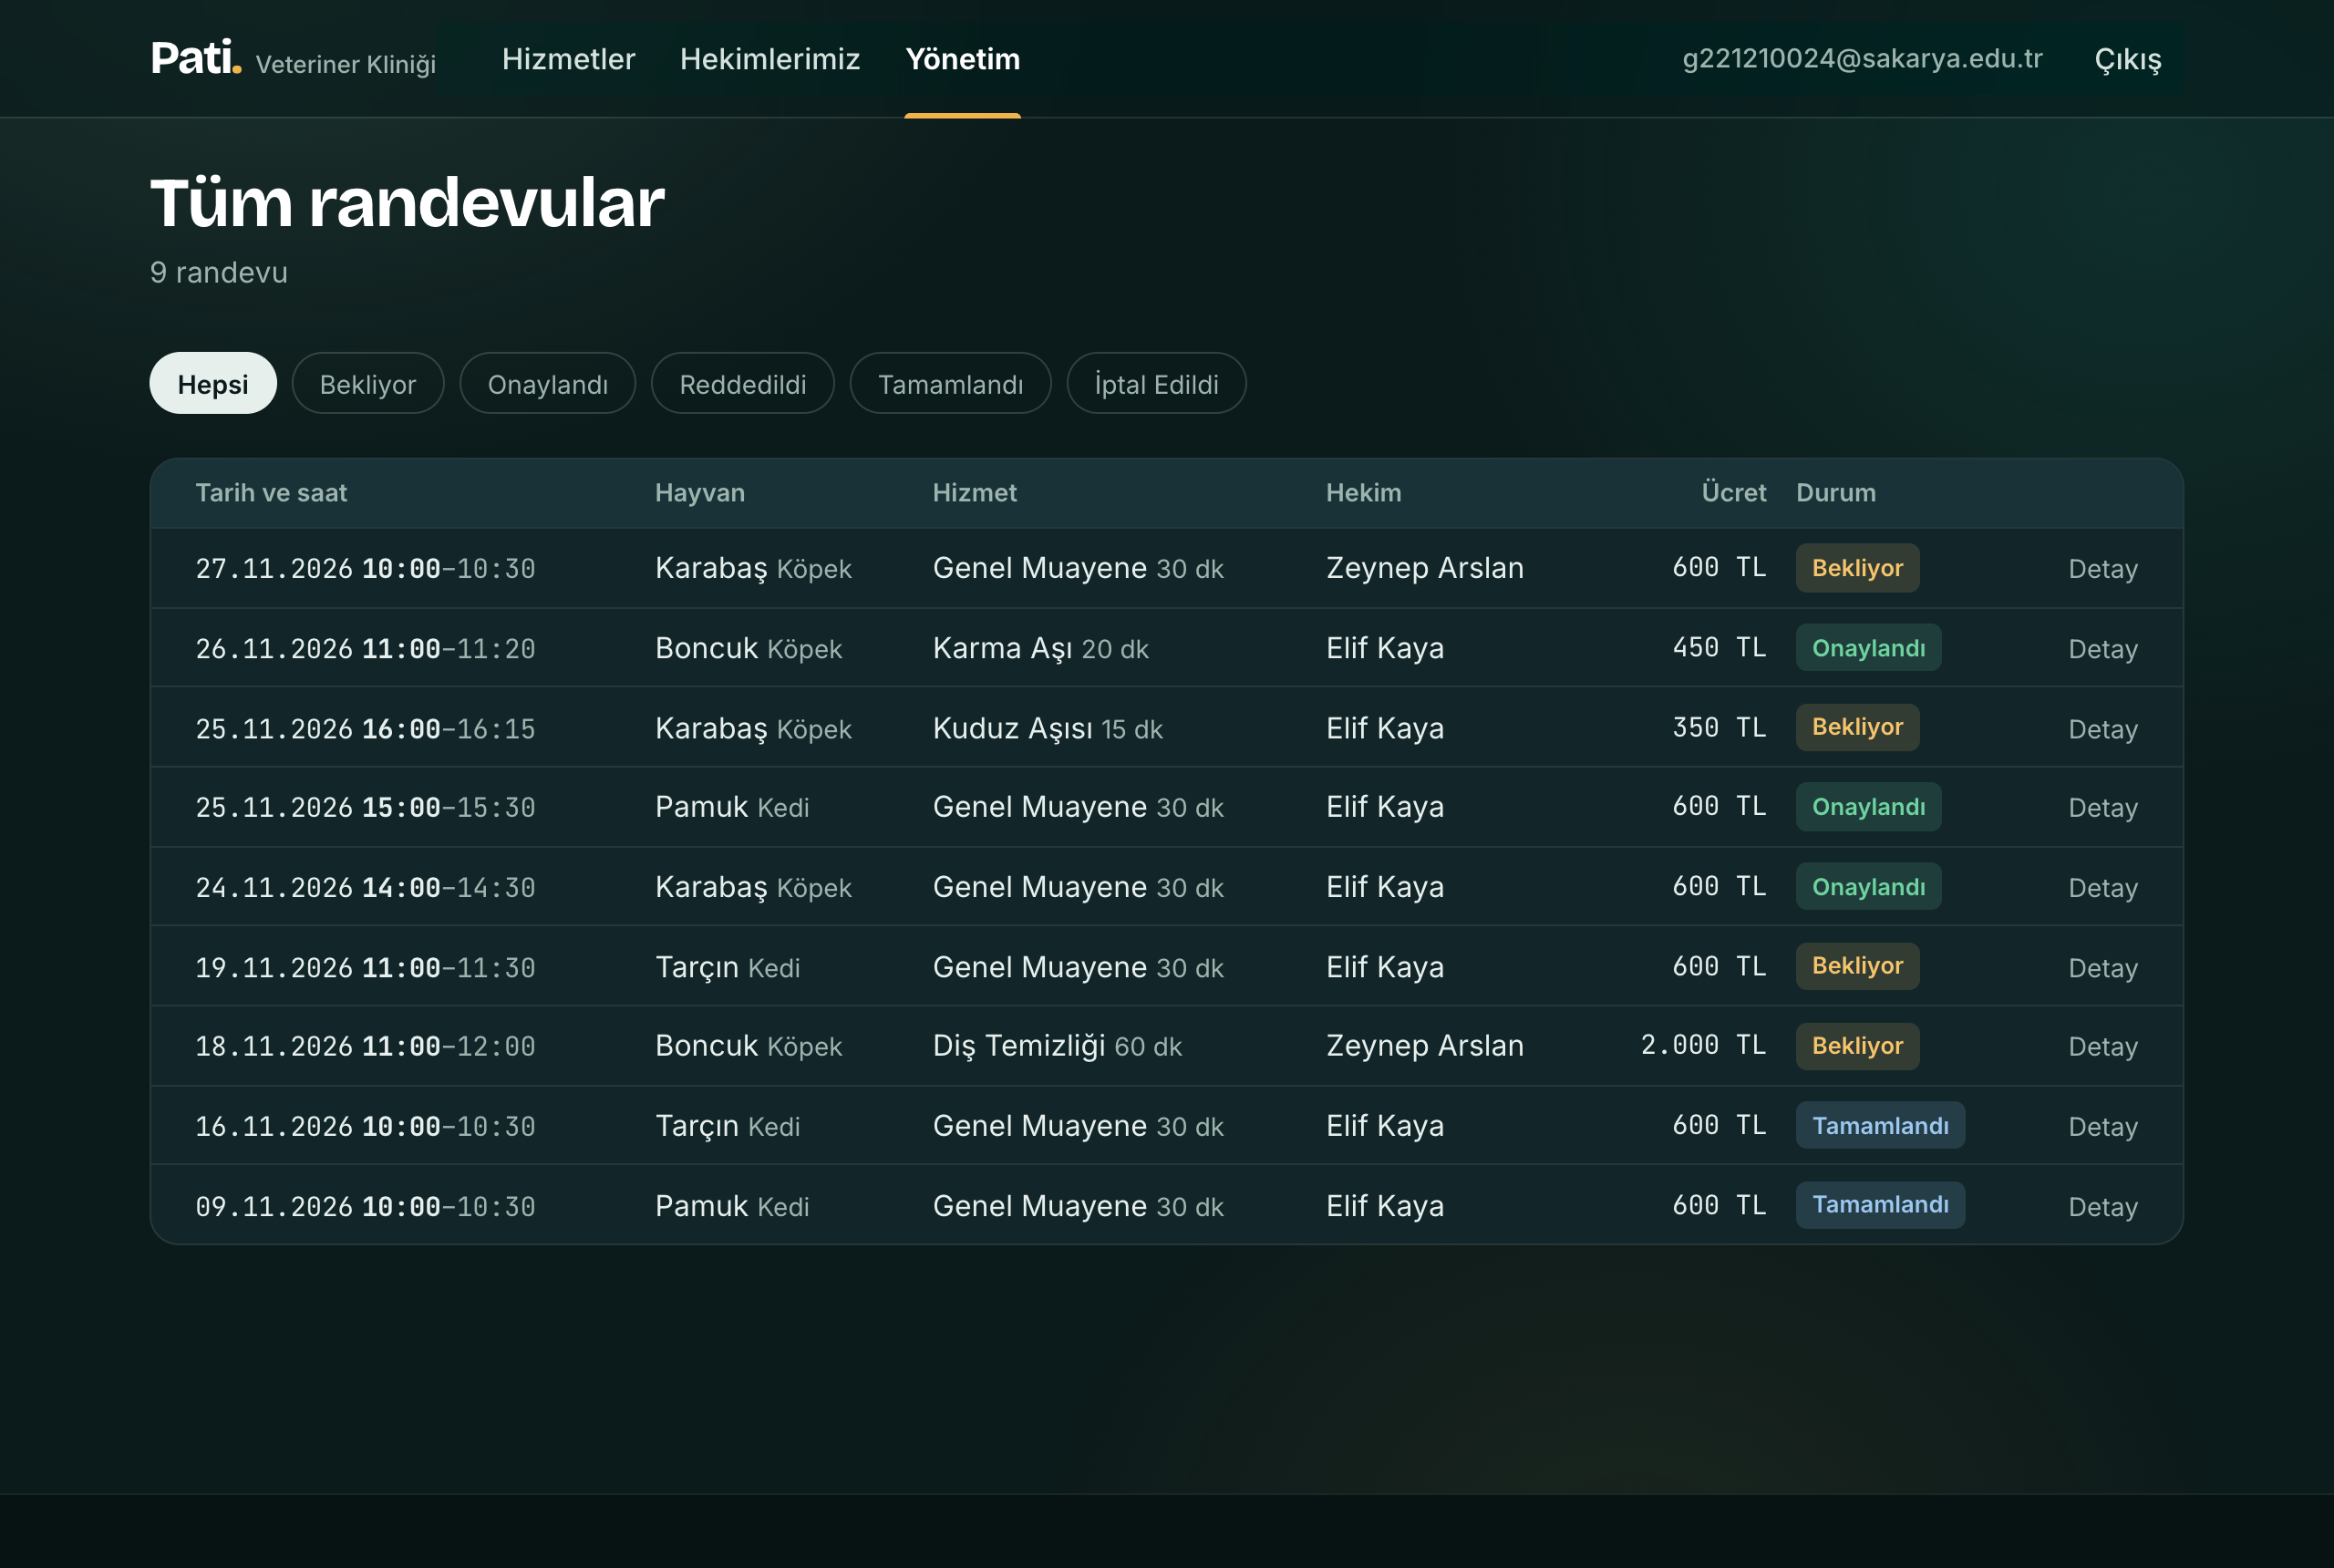 Pati. Veteriner Kliniği Hizmetler Hekimlerimiz Yönetim g221210024@sakarya.edu.tr Çıkış
Tüm randevular
9 randevu
Hepsi Bekliyor Onaylandı Reddedildi Tamamlandı İptal Edildi
Tarih ve saat Hayvan Hizmet Hekim Ücret Durum
27.11.2026 10:00–10:30 Karabaş Köpek Genel Muayene 30 dk Zeynep Arslan 600 TL Bekliyor Detay
26.11.2026 11:00–11:20 Boncuk Köpek Karma Aşı 20 dk Elif Kaya 450 TL Onaylandı Detay
25.11.2026 16:00–16:15 Karabaş Köpek Kuduz Aşısı 15 dk Elif Kaya 350 TL Bekliyor Detay
25.11.2026 15:00–15:30 Pamuk Kedi Genel Muayene 30 dk Elif Kaya 600 TL Onaylandı Detay
24.11.2026 14:00–14:30 Karabaş Köpek Genel Muayene 30 dk Elif Kaya 600 TL Onaylandı Detay
19.11.2026 11:00–11:30 Tarçın Kedi Genel Muayene 30 dk Elif Kaya 600 TL Bekliyor Detay
18.11.2026 11:00–12:00 Boncuk Köpek Diş Temizliği 60 dk Zeynep Arslan 2.000 TL Bekliyor Detay
16.11.2026 10:00–10:30 Tarçın Kedi Genel Muayene 30 dk Elif Kaya 600 TL Tamamlandı Detay
09.11.2026 10:00–10:30 Pamuk Kedi Genel Muayene 30 dk Elif Kaya 600 TL Tamamlandı Detay